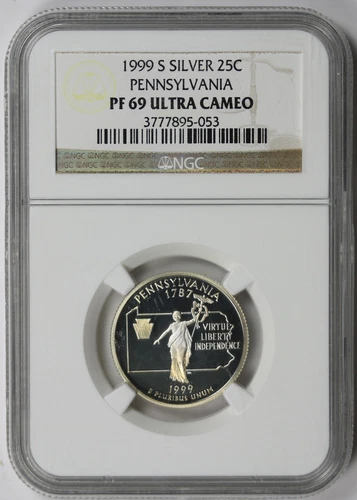 1999 S SILVER 25C
PENNSYLVANIA
PF 69 ULTRA CAMEO
3777895-053
NGC
PENNSYLVANIA
1787
VIRTUE
LIBERTY
INDEPENDENCE
1999
E PLURIBUS UNUM